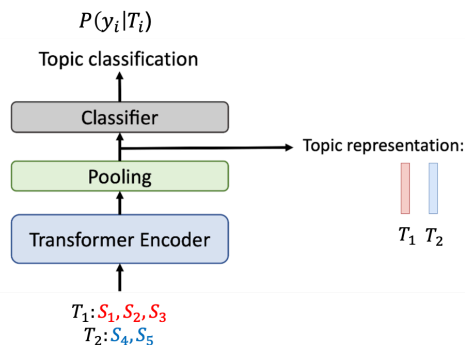 P(y_i|T_i)
Topic classification
Classifier
Topic representation:
Pooling
T_1 T_2
Transformer Encoder
T_1: S_1, S_2, S_3
T_2: S_4, S_5